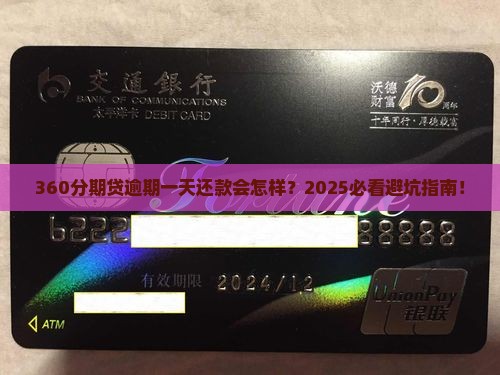 交通銀行
BANK OF COMMUNICATIONS
太平洋卡 DEBIT CARD
沃德
财富
10
周年
十年同行·厚德载富
360分期贷逾期一天还款会怎样？2025必看避坑指南！
Fortune
6222
88888
有效期限 2024/12
ATM
UnionPay
银联